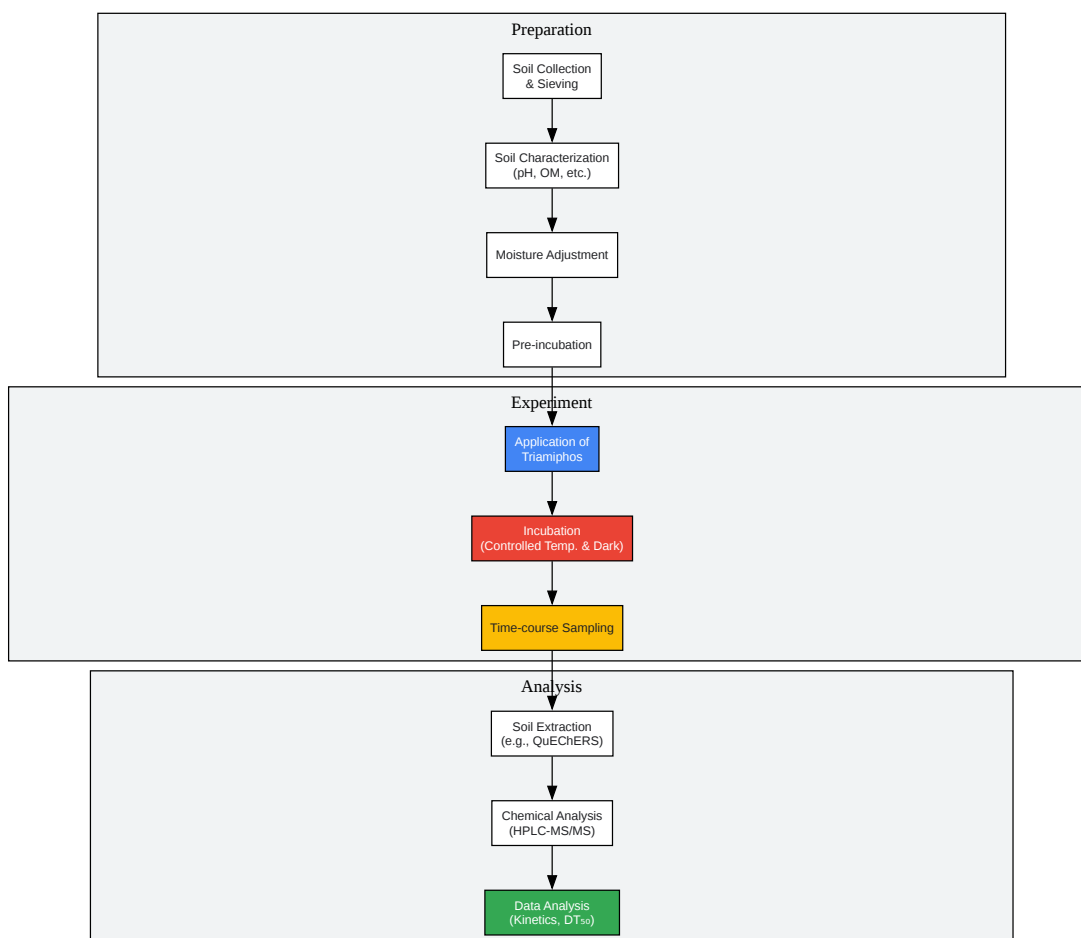 Preparation
Soil Collection
& Sieving
Soil Characterization
(pH, OM, etc.)
Moisture Adjustment
Pre-incubation
Experiment
Application of
Triamiphos
Incubation
(Controlled Temp. & Dark)
Time-course Sampling
Analysis
Soil Extraction
(e.g., QuEChERS)
Chemical Analysis
(HPLC-MS/MS)
Data Analysis
(Kinetics, DT₅₀)